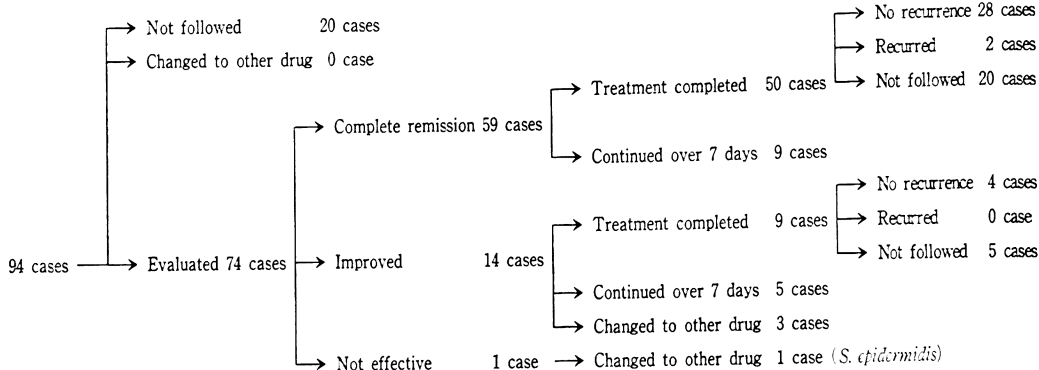 No recurrence 28 cases
Not followed 20 cases
Recurred 2 cases
Changed to other drug 0 case
Treatment completed 50 cases
Not followed 20 cases
Complete remission 59 cases
Continued over 7 days 9 cases
No recurrence 4 cases
Treatment completed 9 cases
Recurred 0 case
Not followed 5 cases
94 cases
Evaluated 74 cases
Improved 14 cases
Continued over 7 days 5 cases
Changed to other drug 3 cases
Not effective 1 case
Changed to other drug 1 case (S. epidermidis)